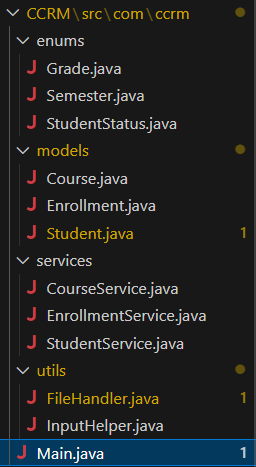 CCRM\src\com\ccrm
enums
Grade.java
Semester.java
StudentStatus.java
models
Course.java
Enrollment.java
Student.java 1
services
CourseService.java
EnrollmentService.java
StudentService.java
utils
FileHandler.java 1
InputHelper.java
Main.java 1